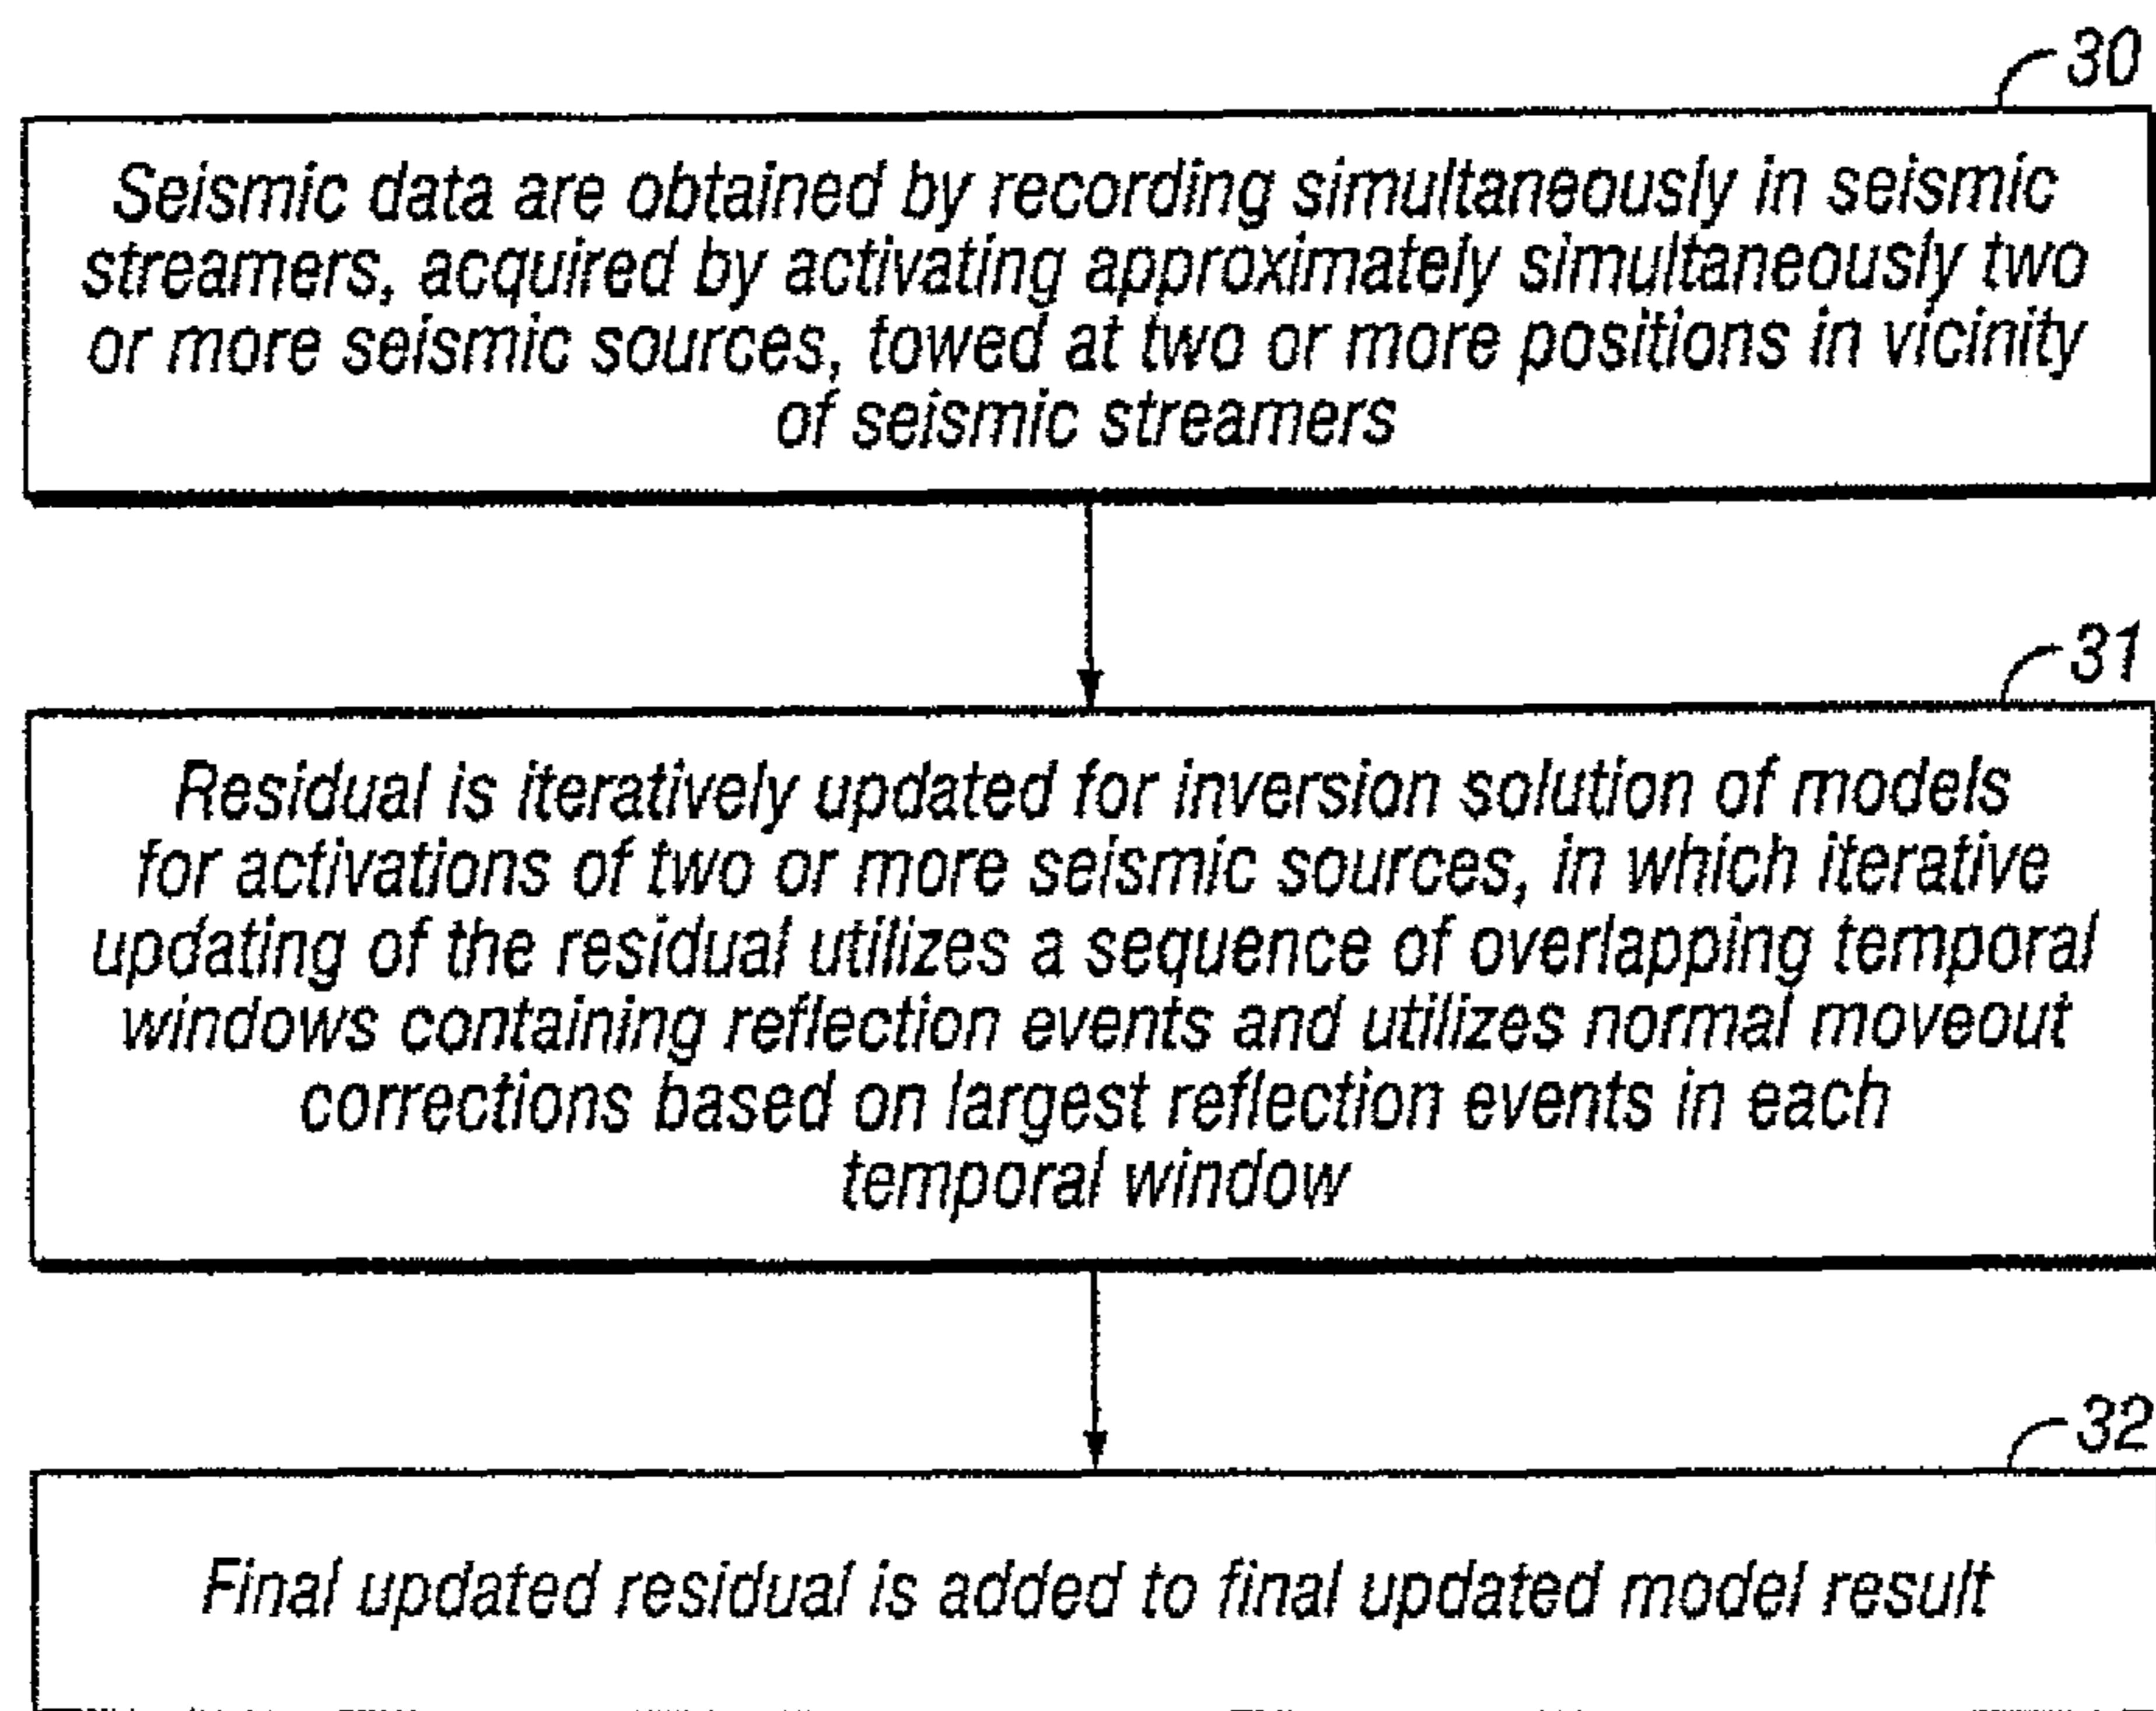 30
Seismic data are obtained by recording simultaneously in seismic
streamers, acquired by activating approximately simultaneously two
or more seismic sources, towed at two or more positions in vicinity
of seismic streamers
31
Residual is iteratively updated for inversion solution of models
for activations of two or more seismic sources, in which iterative
updating of the residual utilizes a sequence of overlapping temporal
windows containing reflection events and utilizes normal moveout
corrections based on largest reflection events in each
temporal window
32
Final updated residual is added to final updated model result